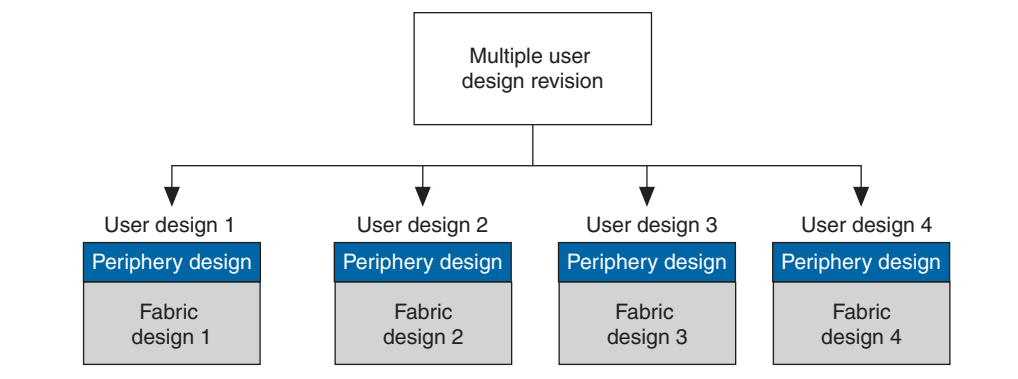 Multiple user
design revision
User design 1
User design 2
User design 3
User design 4
Periphery design
Periphery design
Periphery design
Periphery design
Fabric
design 1
Fabric
design 2
Fabric
design 3
Fabric
design 4